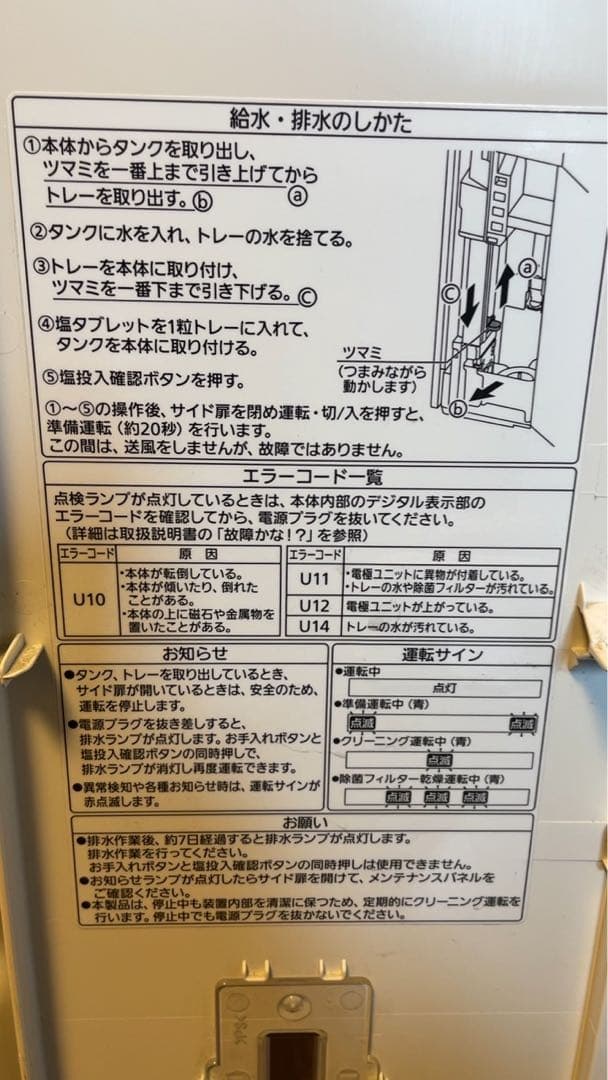 給水・排水のしかた
①本体からタンクを取り出し、
ツマミを一番上まで引き上げてから
トレーを取り出す。ⓑ ⓐ
②タンクに水を入れ、トレーの水を捨てる。
③トレーを本体に取り付け、
ツマミを一番下まで引き下げる。ⓒ
④塩タブレットを1粒トレーに入れて、
タンクを本体に取り付ける。
⑤塩投入確認ボタンを押す。
ⓐ
ⓒ
ツマミ
(つまみながら
動かします)
ⓑ
①～⑤の操作後、サイド扉を閉め運転・切/入を押すと、
準備運転（約20秒）を行います。
この間は、送風をしませんが、故障ではありません。
エラーコード一覧
点検ランプが点灯しているときは、本体内部のデジタル表示部の
エラーコードを確認してから、電源プラグを抜いてください。
（詳細は取扱説明書の「故障かな！？」を参照）
エラーコード 原因
U10
・本体が転倒している。
・本体が傾いたり、倒れた
ことがある。
・本体の上に磁石や金属物を
置いたことがある。
エラーコード 原因
U11
・電極ユニットに異物が付着している。
・トレーの水や除菌フィルターが汚れている。
U12 電極ユニットが上がっている。
U14 トレーの水が汚れている。
お知らせ
●タンク、トレーを取り出しているとき、
サイド扉が開いているときは、安全のため、
運転を停止します。
●電源プラグを抜き差しすると、
排水ランプが点灯します。お手入れボタンと
塩投入確認ボタンの同時押しで、
排水ランプが消灯し再度運転できます。
●異常検知や各種お知らせ時は、運転サインが
赤点滅します。
運転サイン
●運転中
点灯
●準備運転中（青）
点滅 点滅
●クリーニング運転中（青）
点滅
●除菌フィルター乾燥運転中（青）
点滅 点滅 点滅
お願い
●排水作業後、約7日経過すると排水ランプが点灯します。
排水作業を行ってください。
お手入れボタンと塩投入確認ボタンの同時押しは使用できません。
●お知らせランプが点灯したらサイド扉を開けて、メンテナンスパネルを
ご確認ください。
●本製品は、停止中も装置内部を清潔に保つため、定期的にクリーニング運転を
行います。停止中でも電源プラグを抜かないでください。